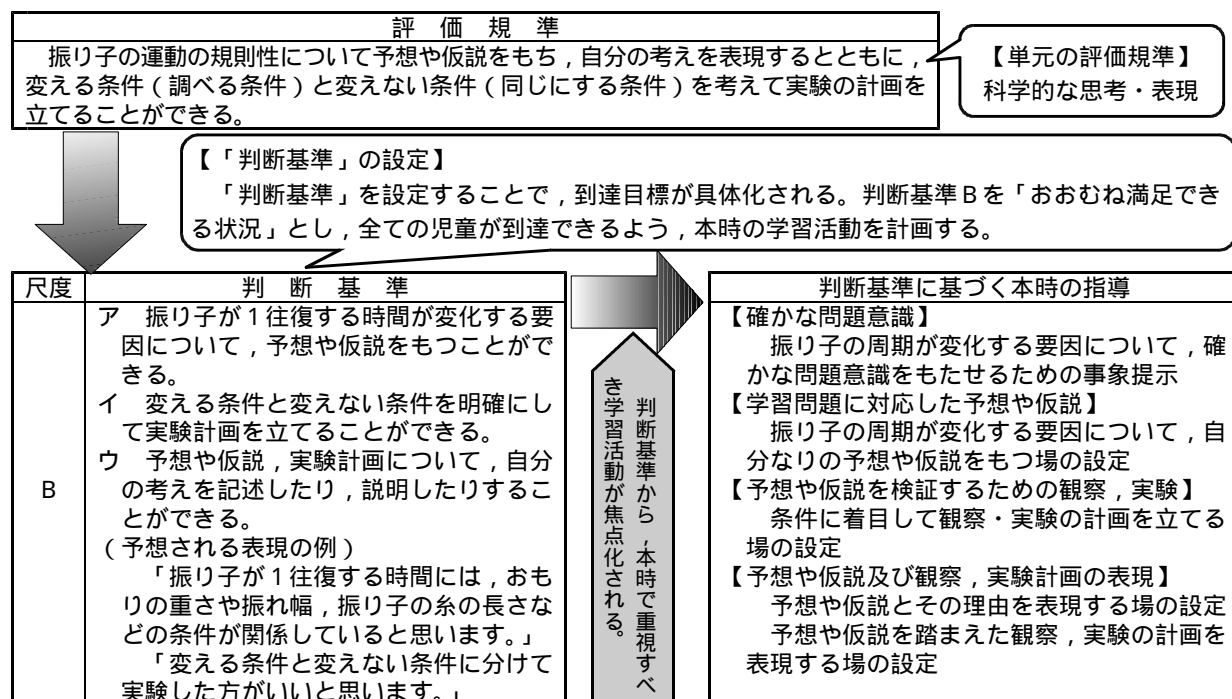 評価規準
振り子の運動の規則性について予想や仮説をもち，自分の考えを表現するとともに，
変える条件（調べる条件）と変えない条件（同じにする条件）を考えて実験の計画を
立てることができる。
【単元の評価規準】
科学的な思考・表現
【「判断基準」の設定】
「判断基準」を設定することで，到達目標が具体化される。判断基準Ｂを「おおむね満足でき
る状況」とし，全ての児童が到達できるよう，本時の学習活動を計画する。
尺度
判断基準
Ｂ
ア　振り子が１往復する時間が変化する要
因について，予想や仮説をもつことがで
きる。
イ　変える条件と変えない条件を明確にし
て実験計画を立てることができる。
ウ　予想や仮説，実験計画について，自分
の考えを記述したり，説明したりするこ
とができる。
（予想される表現の例）
「振り子が１往復する時間には，おも
りの重さや振れ幅，振り子の糸の長さな
どの条件が関係していると思います。」
「変える条件と変えない条件に分けて
実験した方がいいと思います。」
判断基準から，本時で重視すべ
き学習活動が焦点化される。
判断基準に基づく本時の指導
【確かな問題意識】
振り子の周期が変化する要因について，確
かな問題意識をもたせるための事象提示
【学習問題に対応した予想や仮説】
振り子の周期が変化する要因について，自
分なりの予想や仮説をもつ場の設定
【予想や仮説を検証するための観察，実験】
条件に着目して観察・実験の計画を立てる
場の設定
【予想や仮説及び観察，実験計画の表現】
予想や仮説とその理由を表現する場の設定
予想や仮説を踏まえた観察，実験の計画を
表現する場の設定